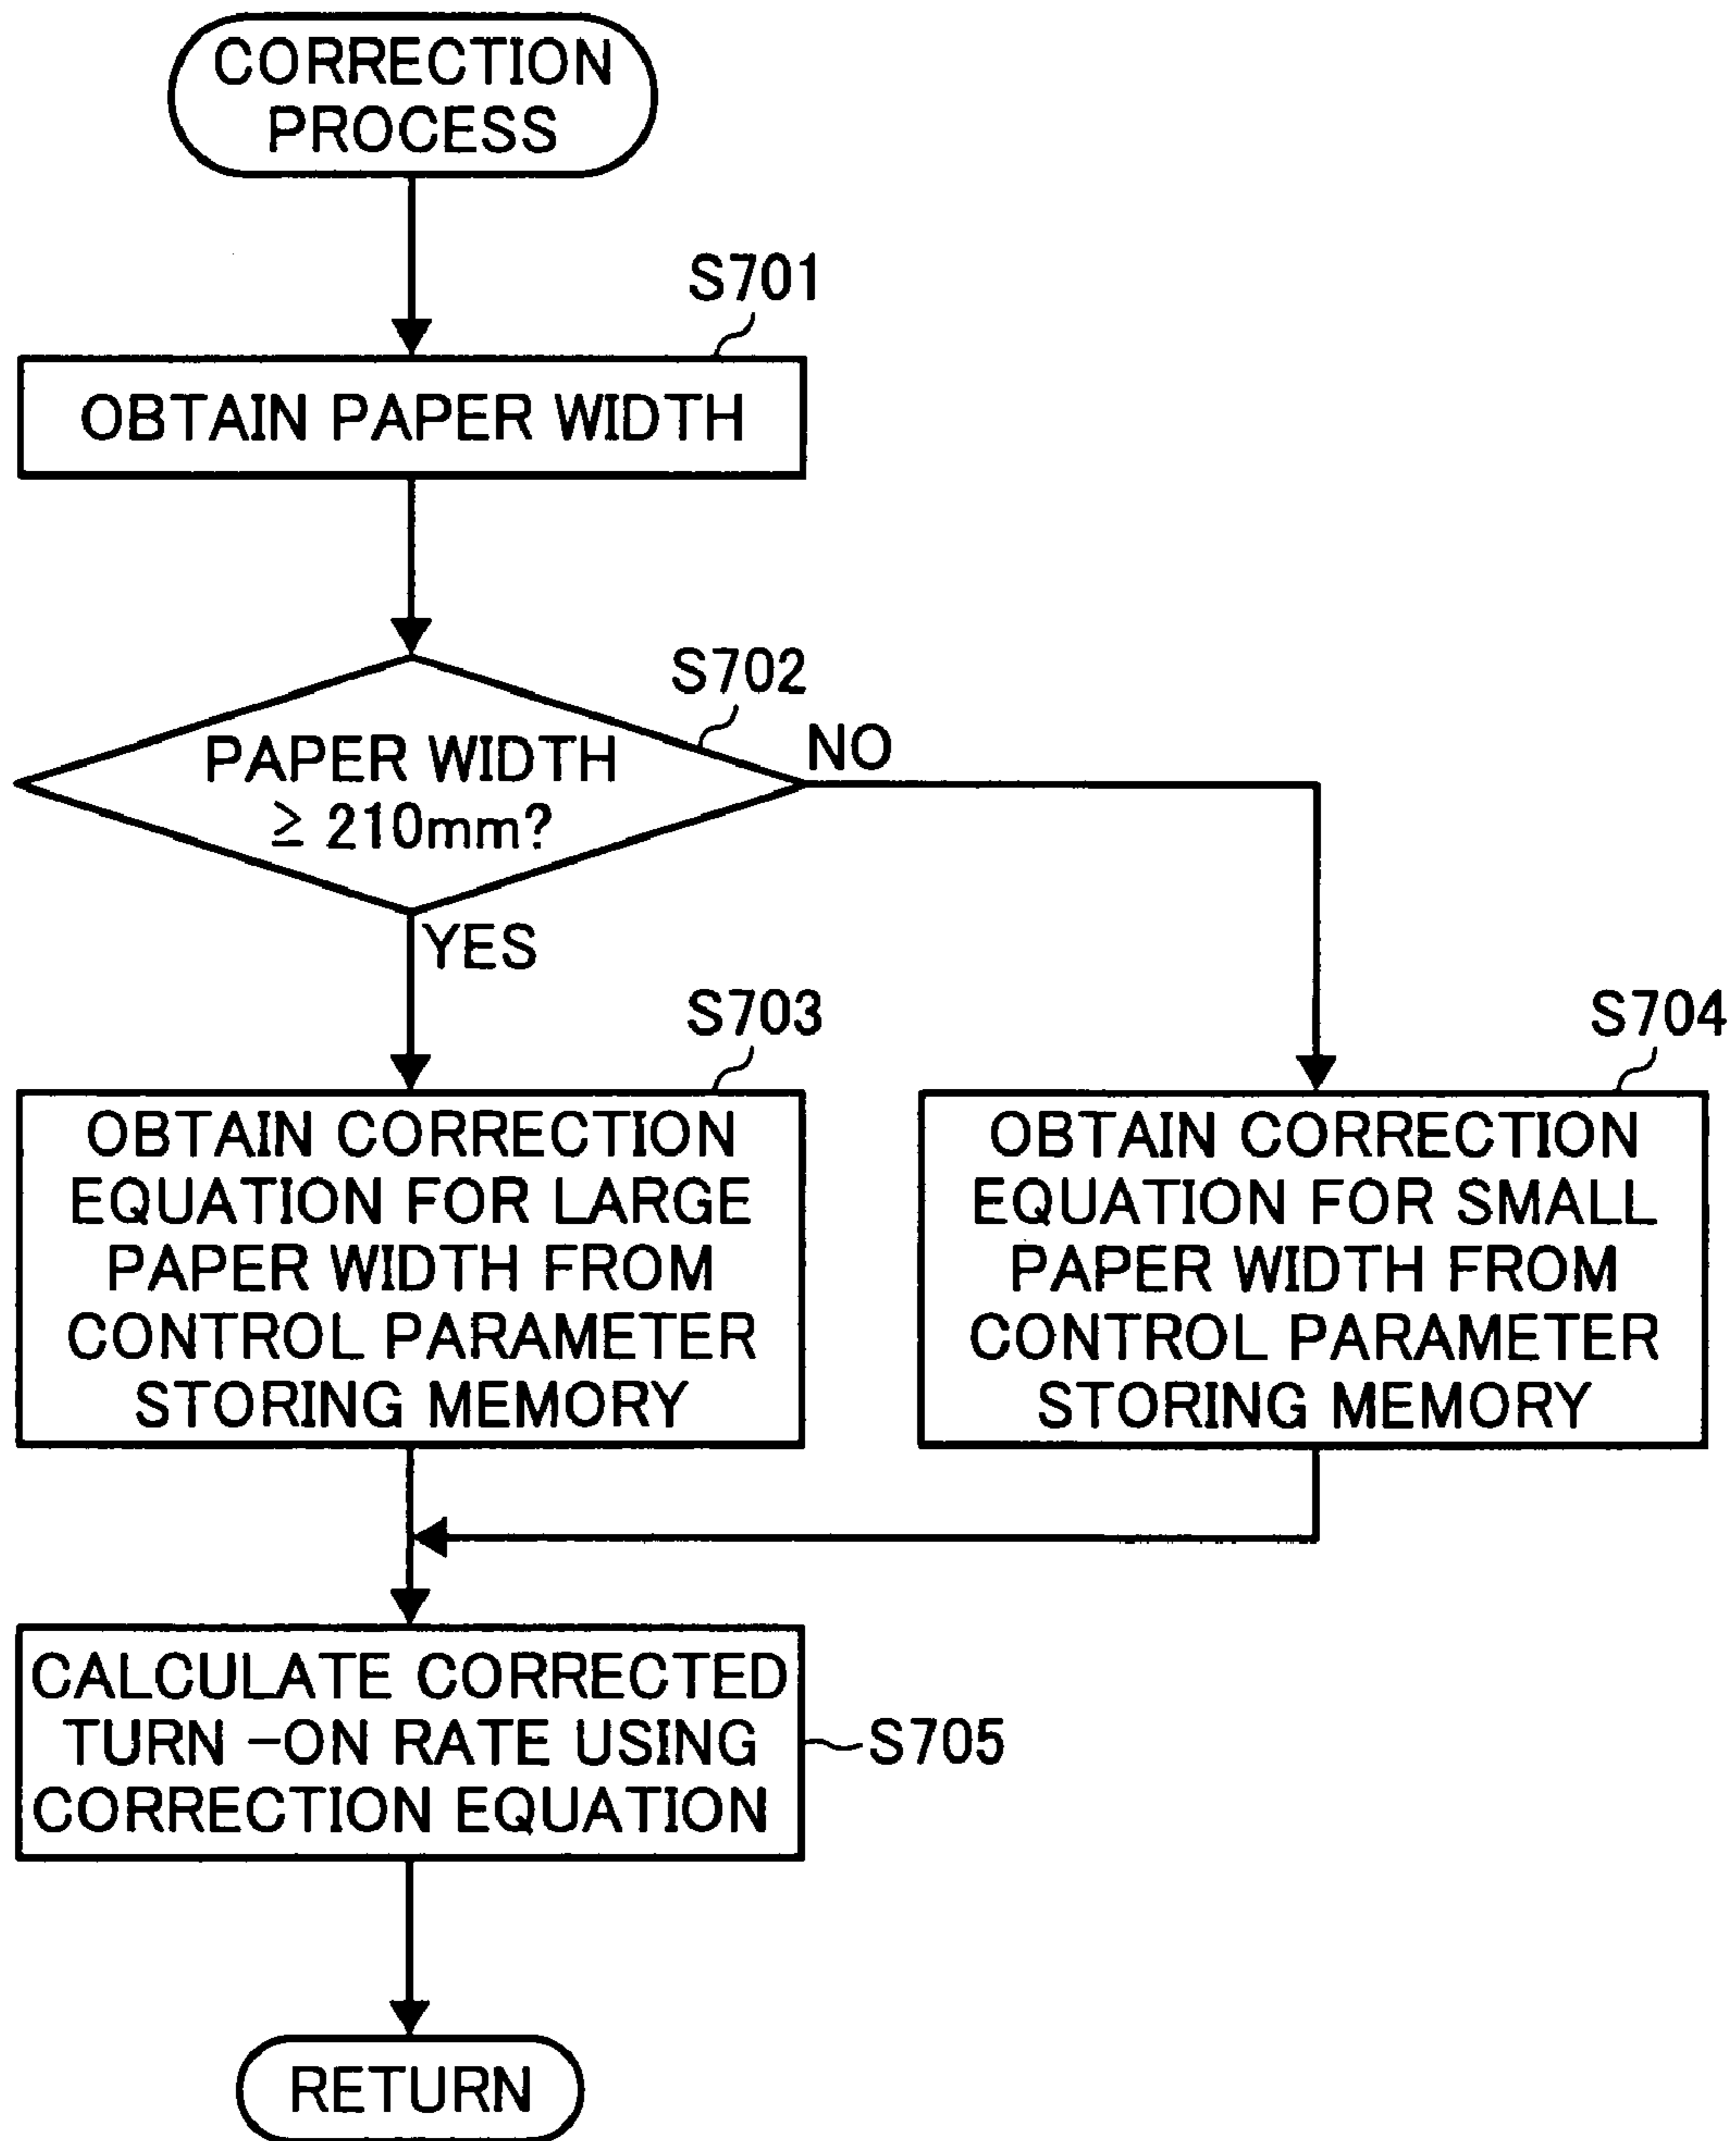 CORRECTION
PROCESS
S701
OBTAIN PAPER WIDTH
S702
PAPER WIDTH
≥ 210mm?
NO
YES
S703
OBTAIN CORRECTION
EQUATION FOR LARGE
PAPER WIDTH FROM
CONTROL PARAMETER
STORING MEMORY
S704
OBTAIN CORRECTION
EQUATION FOR SMALL
PAPER WIDTH FROM
CONTROL PARAMETER
STORING MEMORY
CALCULATE CORRECTED
TURN -ON RATE USING
CORRECTION EQUATION
S705
RETURN